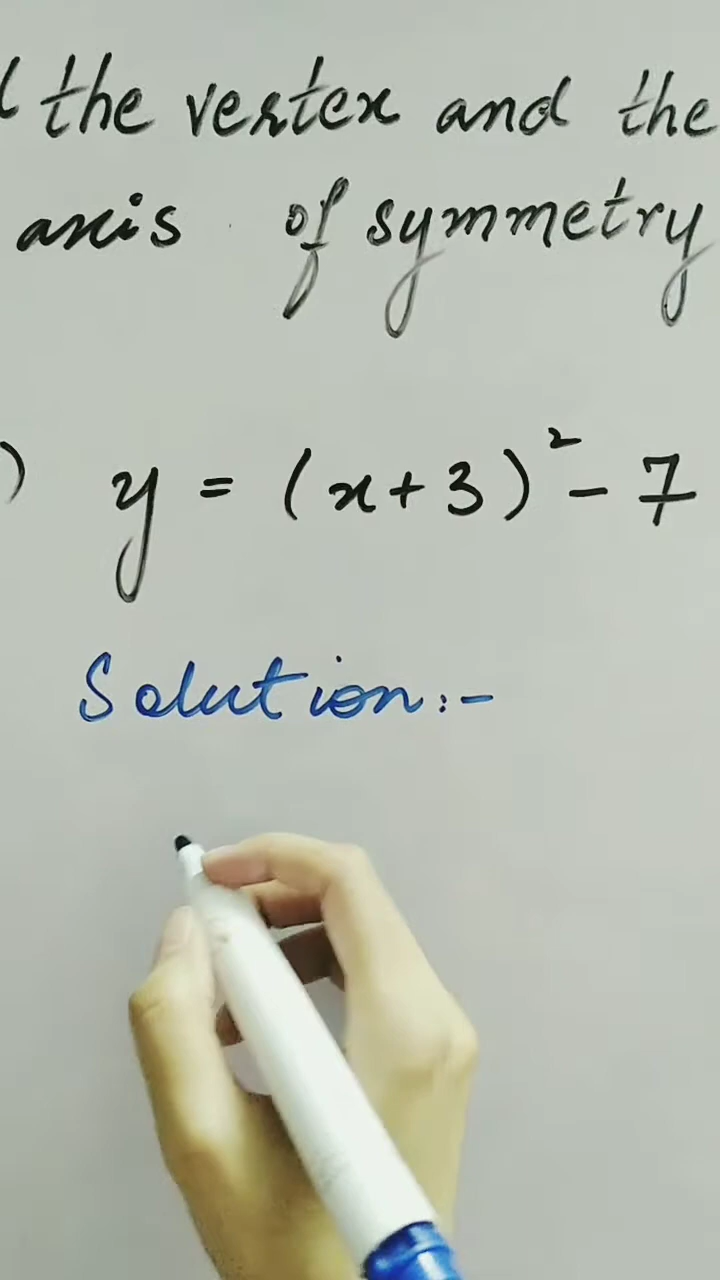 the vertex and the
axis of symmetry
) y = (x+3)² - 7
Solution:-